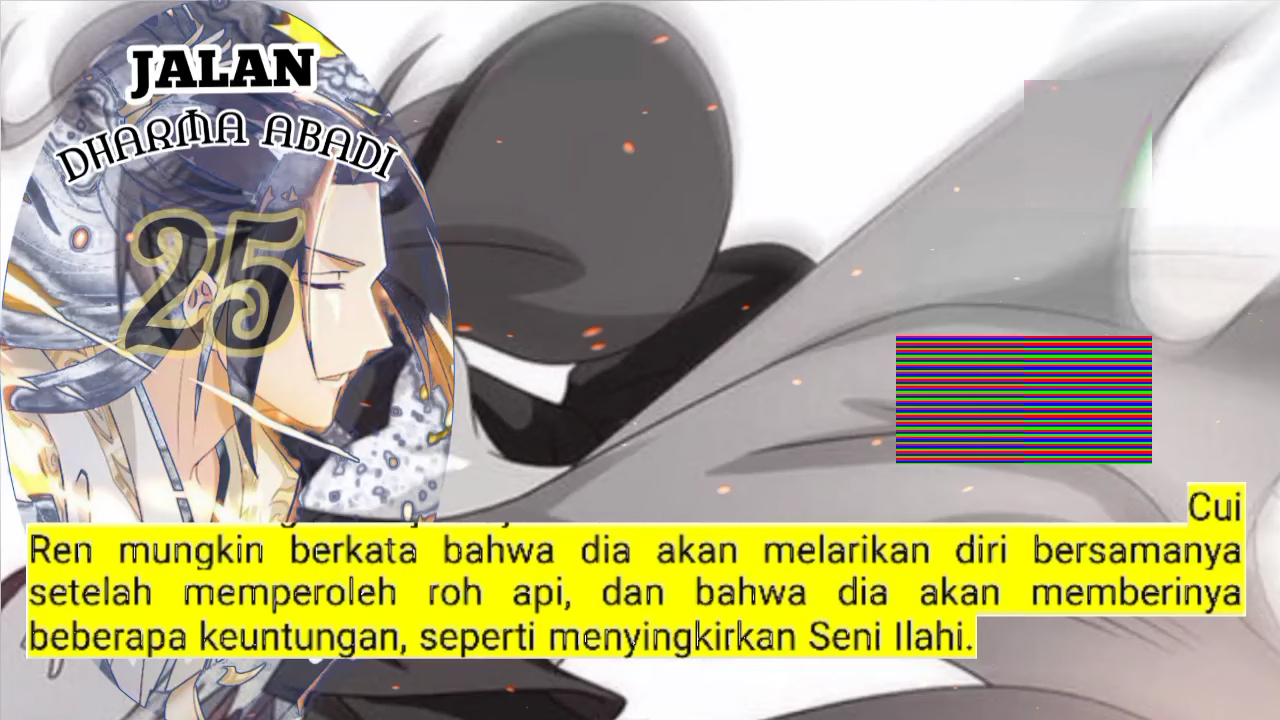 JALAN
DHARMA ABADI
25
Cui
Ren mungkin berkata bahwa dia akan melarikan diri bersamanya
setelah memperoleh roh api, dan bahwa dia akan memberinya
beberapa keuntungan, seperti menyingkirkan Seni Ilahi.